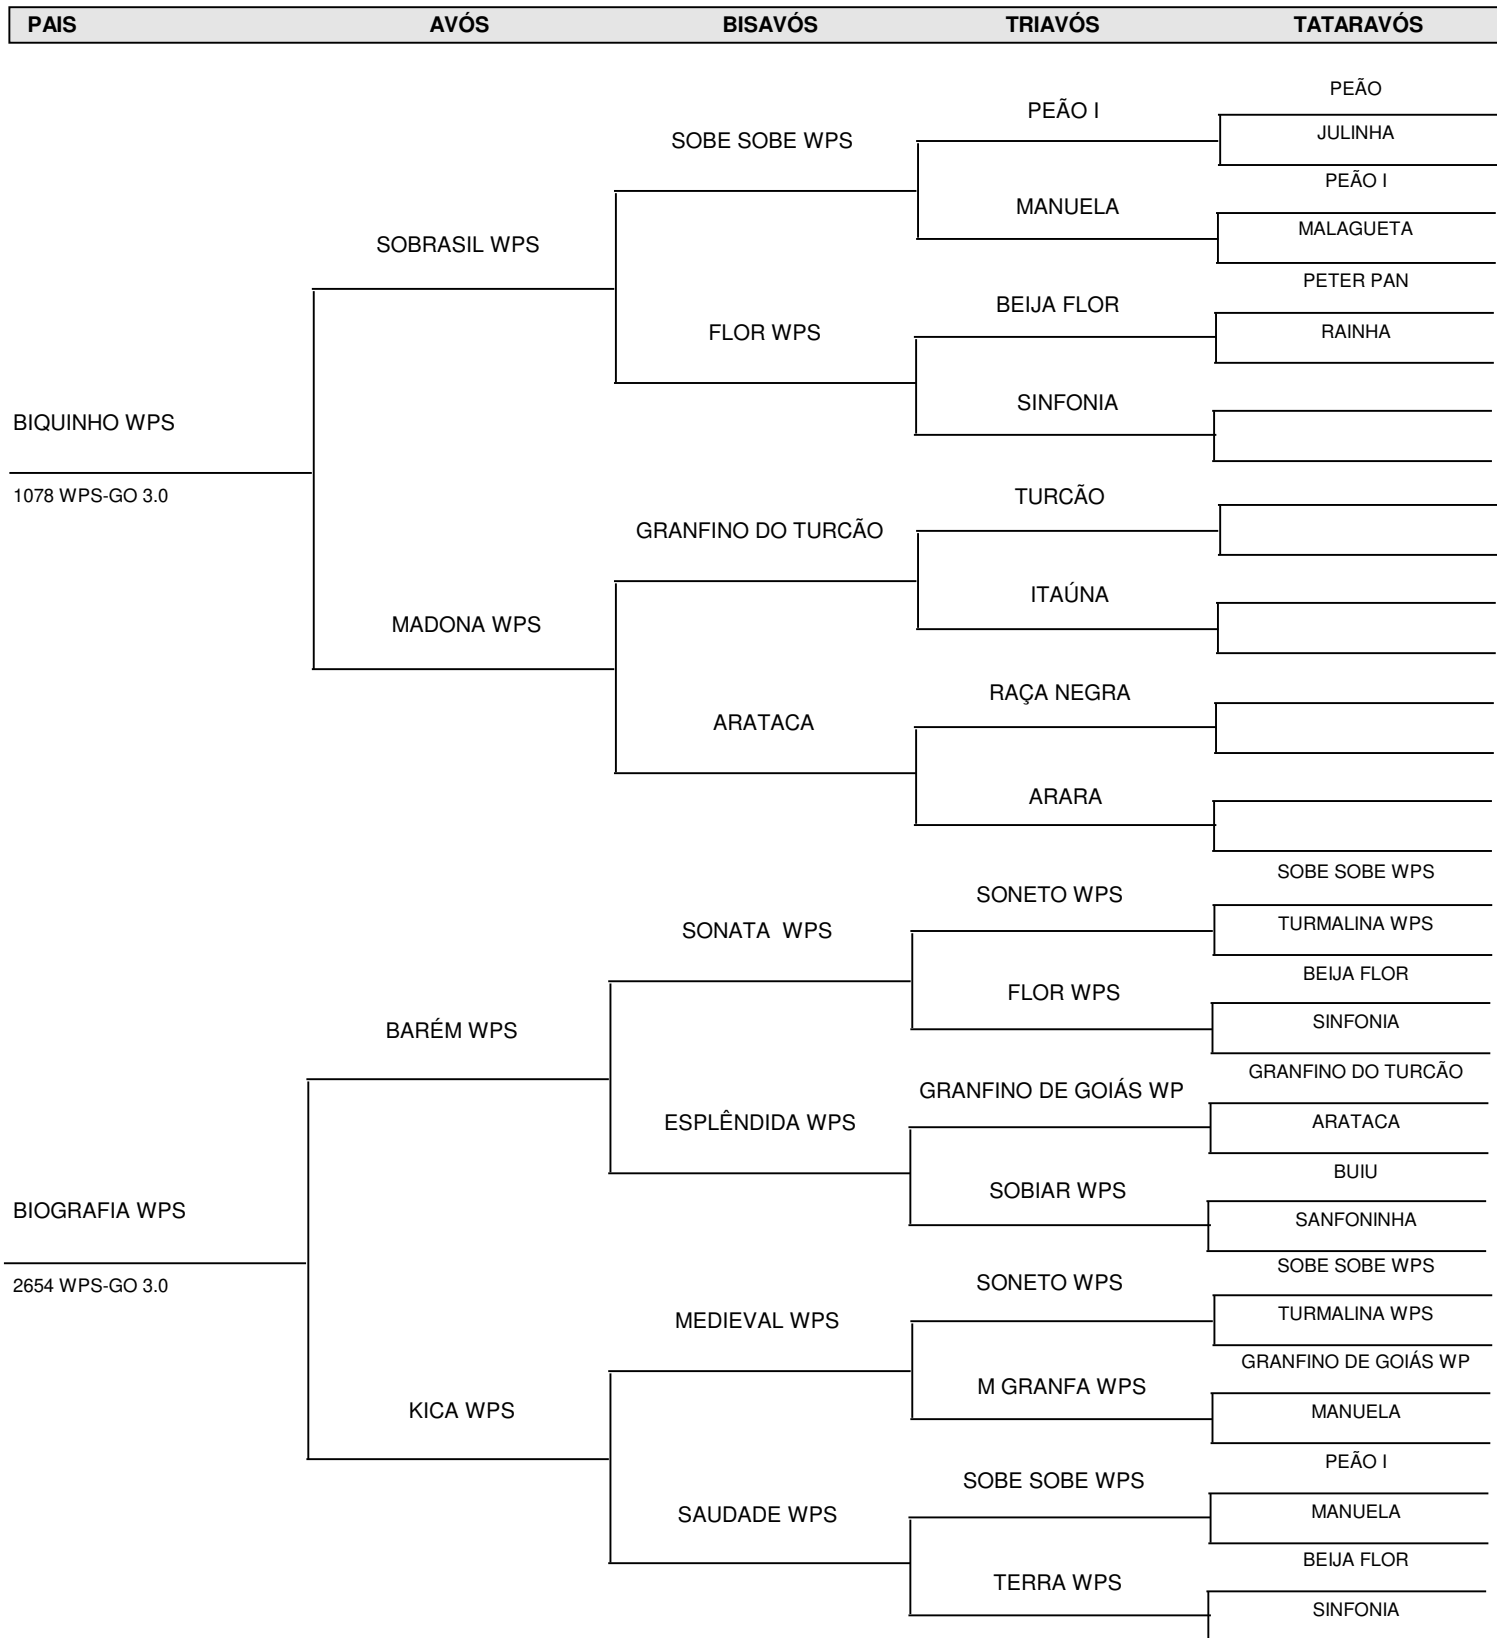 PAIS AVÓS BISAVÓS TRIAVÓS TATARAVÓS
PEÃO
PEÃO I
JULINHA
SOBE SOBE WPS
PEÃO I
MANUELA
MALAGUETA
SOBRASIL WPS
PETER PAN
BEIJA FLOR
FLOR WPS
RAINHA
SINFONIA
BIQUINHO WPS
1078 WPS-GO 3.0
TURCÃO
GRANFINO DO TURCÃO
ITAÚNA
MADONA WPS
RAÇA NEGRA
ARATACA
ARARA
SOBE SOBE WPS
SONETO WPS
TURMALINA WPS
SONATA WPS
BEIJA FLOR
FLOR WPS
SINFONIA
BARÉM WPS
GRANFINO DO TURCÃO
GRANFINO DE GOIÁS WP
ESPLÊNDIDA WPS
ARATACA
BUIU
SOBIAR WPS
BIOGRAFIA WPS
SANFONINHA
SOBE SOBE WPS
2654 WPS-GO 3.0
SONETO WPS
TURMALINA WPS
MEDIEVAL WPS
GRANFINO DE GOIÁS WP
M GRANFA WPS
KICA WPS
MANUELA
PEÃO I
SOBE SOBE WPS
MANUELA
SAUDADE WPS
BEIJA FLOR
TERRA WPS
SINFONIA